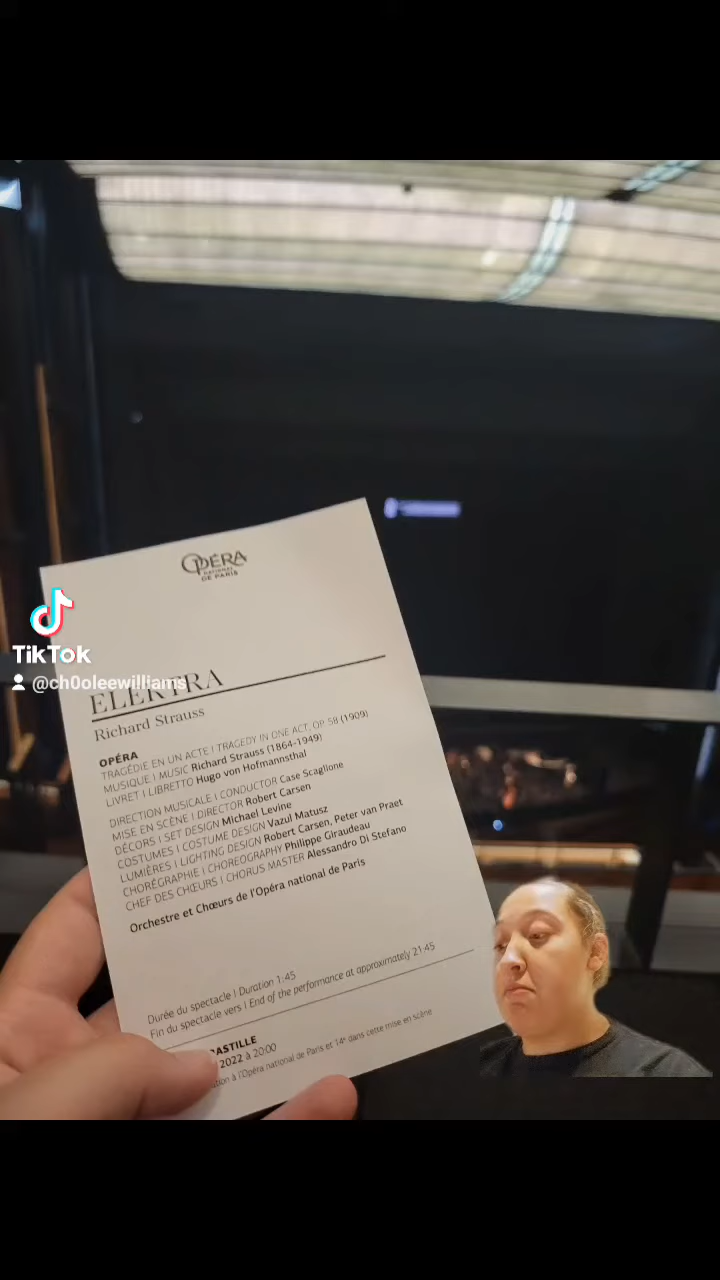 OPÉRA
NATIONAL
DE PARIS
TikTok
@ch0oleewilliams
ELEKTRA
Richard Strauss
OPÉRA
TRAGÉDIE EN UN ACTE I TRAGEDY IN ONE ACT, OP. 58 (1909)
MUSIQUE I MUSIC Richard Strauss (1864-1949)
LIVRET I LIBRETTO Hugo von Hofmannsthal
DIRECTION MUSICALE I CONDUCTOR Case Scaglione
MISE EN SCÈNE I DIRECTOR Robert Carsen
DÉCORS I SET DESIGN Michael Levine
COSTUMES I COSTUME DESIGN Vazul Matusz
LUMIÈRES I LIGHTING DESIGN Robert Carsen, Peter van Praet
CHORÉGRAPHIE I CHOREOGRAPHY Philippe Giraudeau
CHEF DES CHŒURS I CHORUS MASTER Alessandro Di Stefano
Orchestre et Chœurs de l'Opéra national de Paris
Durée du spectacle I Duration 1:45
Fin du spectacle vers I End of the performance at approximately 21:45
BASTILLE
2022 à 20:00
à l'Opéra national de Paris et 14e dans cette mise en scène